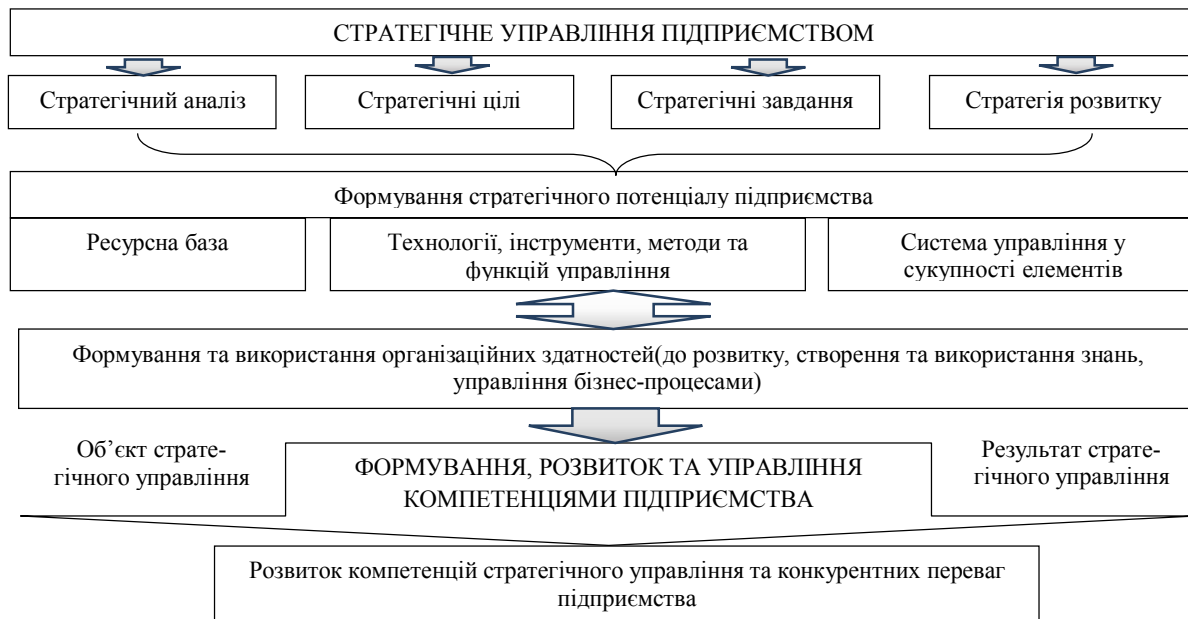 СТРАТЕГІЧНЕ УПРАВЛІННЯ ПІДПРИЄМСТВОМ
Стратегічний аналіз
Стратегічні цілі
Стратегічні завдання
Стратегія розвитку
Формування стратегічного потенціалу підприємства
Ресурсна база
Технології, інструменти, методи та
функцій управління
Система управління у
сукупності елементів
Формування та використання організаційних здатностей(до розвитку, створення та використання знань,
управління бізнес-процесами)
Об’єкт страте-
гічного управління
ФОРМУВАННЯ, РОЗВИТОК ТА УПРАВЛІННЯ
КОМПЕТЕНЦІЯМИ ПІДПРИЄМСТВА
Результат страте-
гічного управління
Розвиток компетенцій стратегічного управління та конкурентних переваг
підприємства